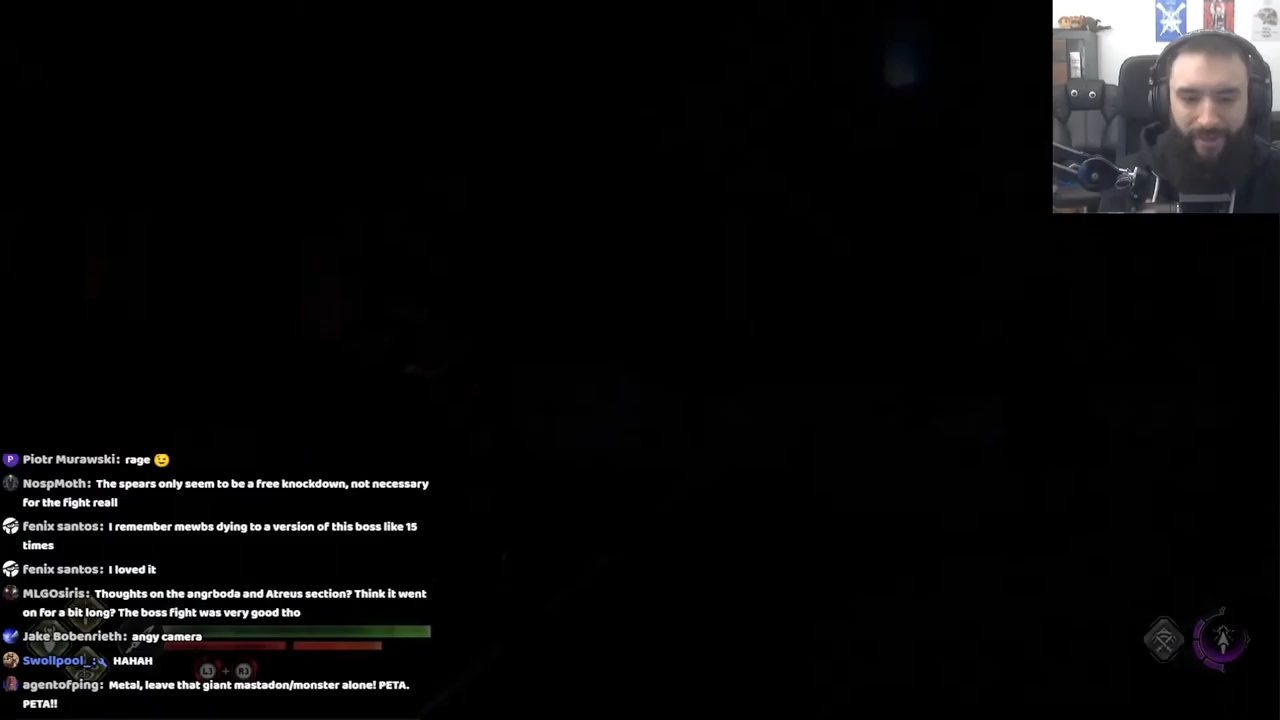 P Piotr Murawski: rage 😉
NospMoth: The spears only seem to be a free knockdown, not necessary
for the fight reall
fenix santos: I remember mewbs dying to a version of this boss like 15
times
fenix santos: I loved it
MLGOsiris: Thoughts on the angrboda and Atreus section? Think it went
on for a bit long? The boss fight was very good tho
Jake Bobenrieth: angy camera
Swollpool_: HAHAH
L3 + R3
agentofping: Metal, leave that giant mastadon/monster alone! PETA.
PETA!!